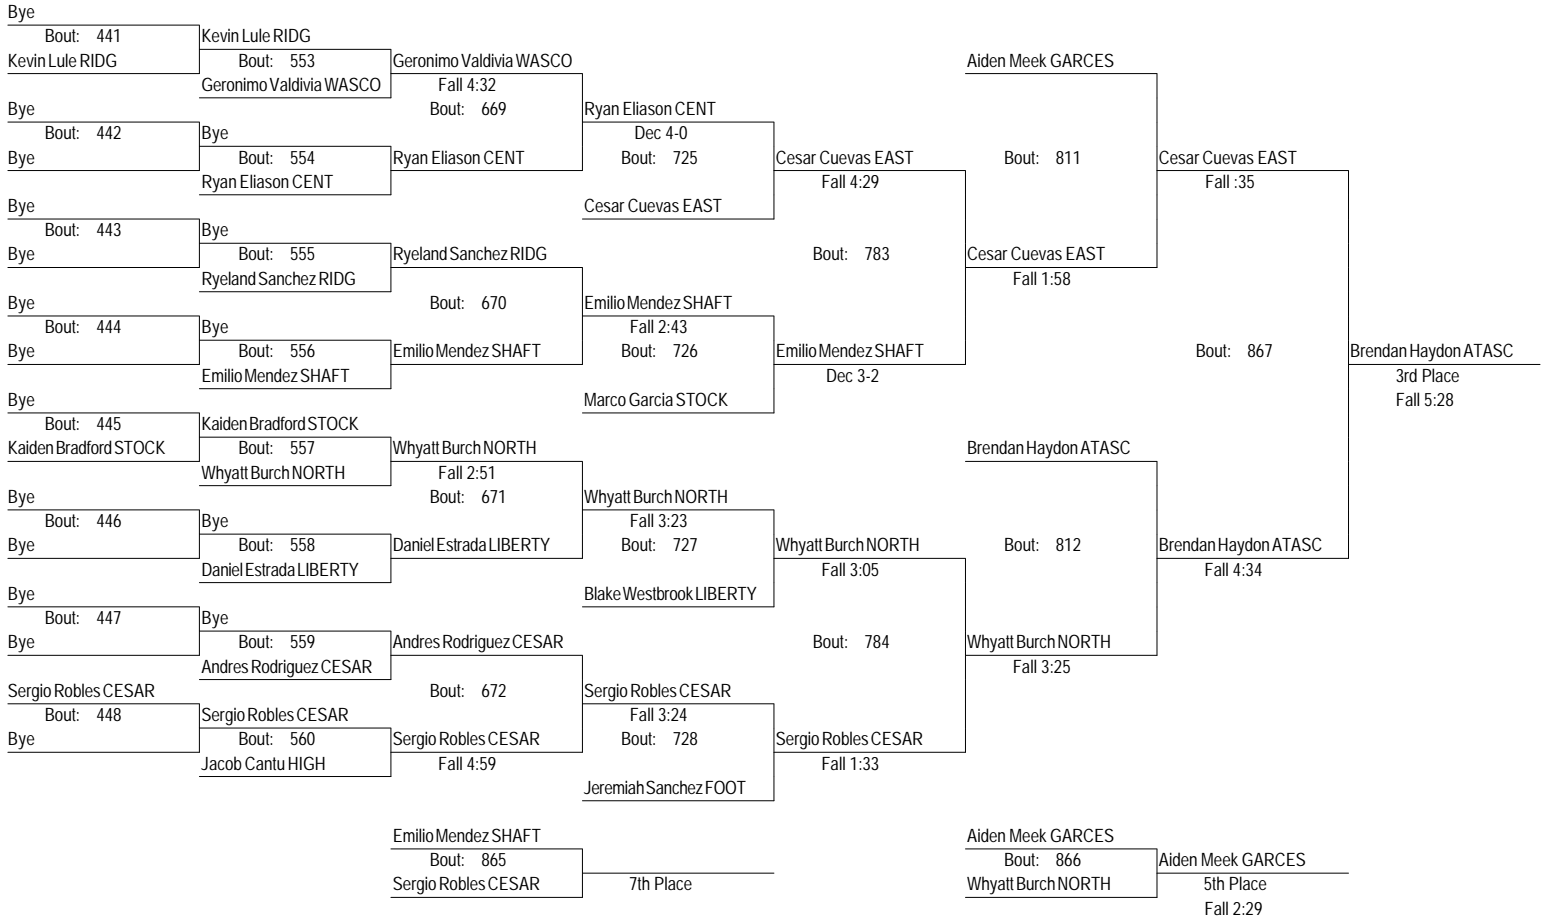 Bye
Bout: 441
Kevin Lule RIDG
Kevin Lule RIDG
Bout: 553
Geronimo Valdivia WASCO
Geronimo Valdivia WASCO
Fall 4:32
Bout: 669
Bye
Bout: 442
Bye
Bye
Bout: 554
Ryan Eliason CENT
Ryan Eliason CENT
Ryan Eliason CENT
Dec 4-0
Bout: 725
Cesar Cuevas EAST
Cesar Cuevas EAST
Fall 4:29
Bye
Bout: 443
Bye
Bye
Bout: 555
Ryeland Sanchez RIDG
Ryeland Sanchez RIDG
Bout: 670
Bye
Bout: 444
Bye
Bye
Bout: 556
Emilio Mendez SHAFT
Emilio Mendez SHAFT
Emilio Mendez SHAFT
Fall 2:43
Bout: 726
Marco Garcia STOCK
Emilio Mendez SHAFT
Dec 3-2
Bout: 783
Cesar Cuevas EAST
Fall 1:58
Aiden Meek GARCES
Bout: 811
Cesar Cuevas EAST
Fall :35
Bye
Bout: 445
Kaiden Bradford STOCK
Kaiden Bradford STOCK
Bout: 557
Whyatt Burch NORTH
Whyatt Burch NORTH
Fall 2:51
Bout: 671
Bye
Bout: 446
Bye
Bye
Bout: 558
Daniel Estrada LIBERTY
Daniel Estrada LIBERTY
Whyatt Burch NORTH
Fall 3:23
Bout: 727
Blake Westbrook LIBERTY
Whyatt Burch NORTH
Fall 3:05
Bye
Bout: 447
Bye
Bye
Bout: 559
Andres Rodriguez CESAR
Andres Rodriguez CESAR
Bout: 672
Sergio Robles CESAR
Bout: 448
Bye
Sergio Robles CESAR
Bout: 560
Jacob Cantu HIGH
Sergio Robles CESAR
Fall 4:59
Sergio Robles CESAR
Fall 3:24
Bout: 728
Jeremiah Sanchez FOOT
Sergio Robles CESAR
Fall 1:33
Bout: 784
Whyatt Burch NORTH
Fall 3:25
Brendan Haydon ATASC
Bout: 812
Brendan Haydon ATASC
Fall 4:34
Bout: 867
Brendan Haydon ATASC
3rd Place
Fall 5:28
Emilio Mendez SHAFT
Bout: 865
Sergio Robles CESAR
7th Place
Aiden Meek GARCES
Bout: 866
Whyatt Burch NORTH
Aiden Meek GARCES
5th Place
Fall 2:29